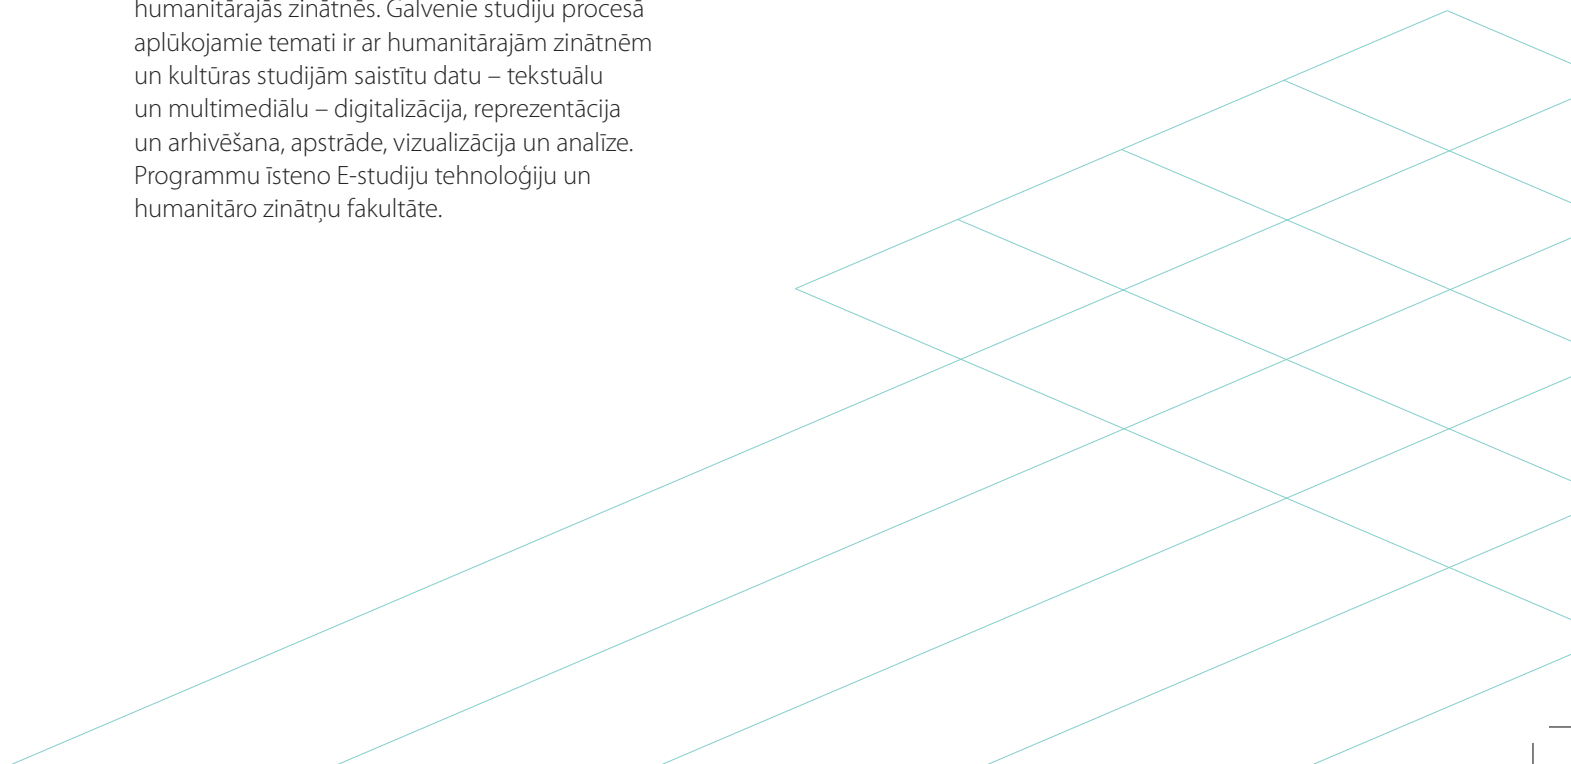 humanitārajās zinātnēs. Galvenie studiju procesā
aplūkojamie temati ir ar humanitārajām zinātnēm
un kultūras studijām saistītu datu – tekstuālu
un multimediālu – digitalizācija, reprezentācija
un arhivēšana, apstrāde, vizualizācija un analīze.
Programmu īsteno E-studiju tehnoloģiju un
humanitāro zinātņu fakultāte.